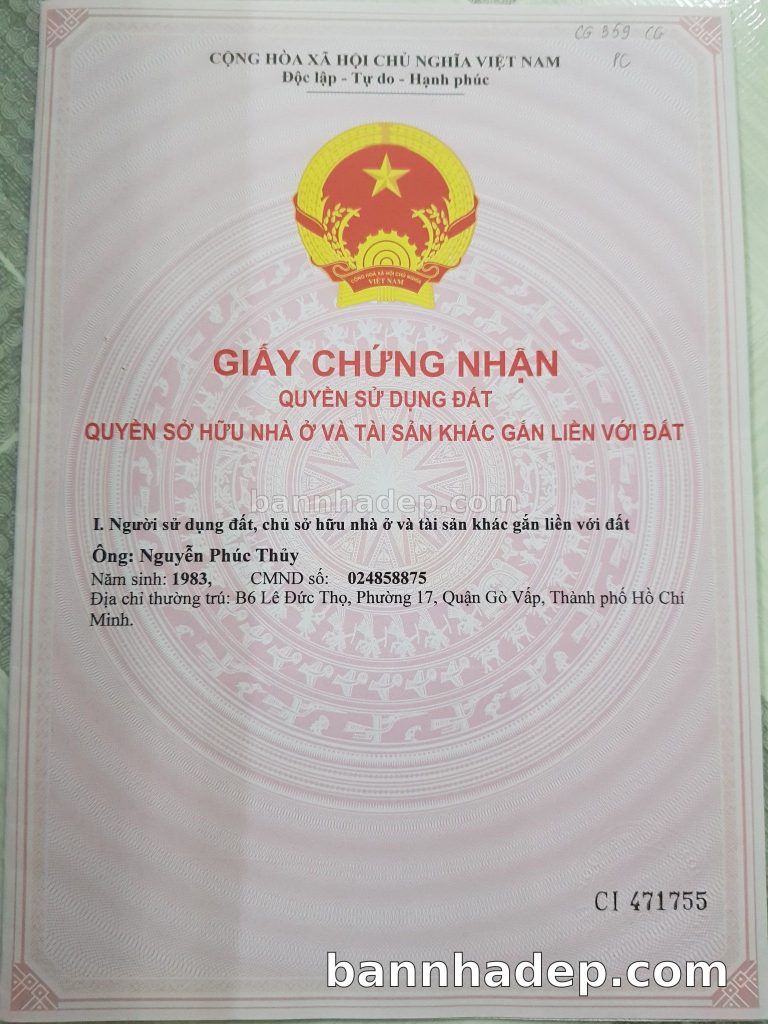 CG 359 CG
PC
CỘNG HÒA XÃ HỘI CHỦ NGHĨA VIỆT NAM
Độc lập - Tự do - Hạnh phúc
CỘNG HOÀ XÃ HỘI CHỦ NGHĨA
VIỆT NAM
GIẤY CHỨNG NHẬN
QUYỀN SỬ DỤNG ĐẤT
QUYỀN SỞ HỮU NHÀ Ở VÀ TÀI SẢN KHÁC GẮN LIỀN VỚI ĐẤT
bannhadep.com
I. Người sử dụng đất, chủ sở hữu nhà ở và tài sản khác gắn liền với đất
Ông: Nguyễn Phúc Thủy
Năm sinh: 1983, CMND số: 024858875
Địa chỉ thường trú: B6 Lê Đức Thọ, Phường 17, Quận Gò Vấp, Thành phố Hồ Chí
Minh.
CI 471755
bannhadep.com